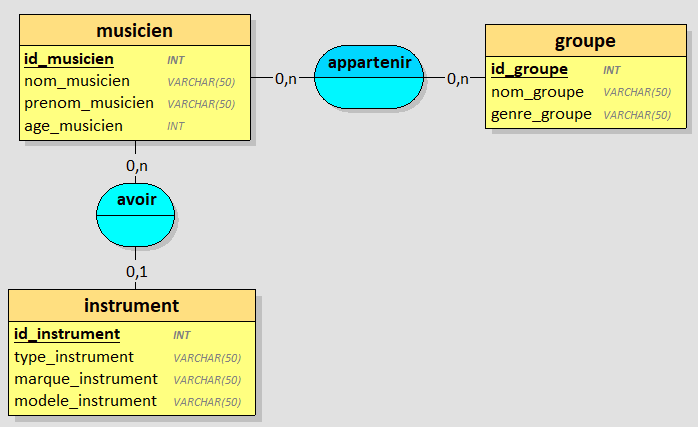 musicien
id_musicien INT
nom_musicien VARCHAR(50)
prenom_musicien VARCHAR(50)
age_musicien INT
0,n
appartenir
0,n
groupe
id_groupe INT
nom_groupe VARCHAR(50)
genre_groupe VARCHAR(50)
0,n
avoir
0,1
instrument
id_instrument INT
type_instrument VARCHAR(50)
marque_instrument VARCHAR(50)
modele_instrument VARCHAR(50)